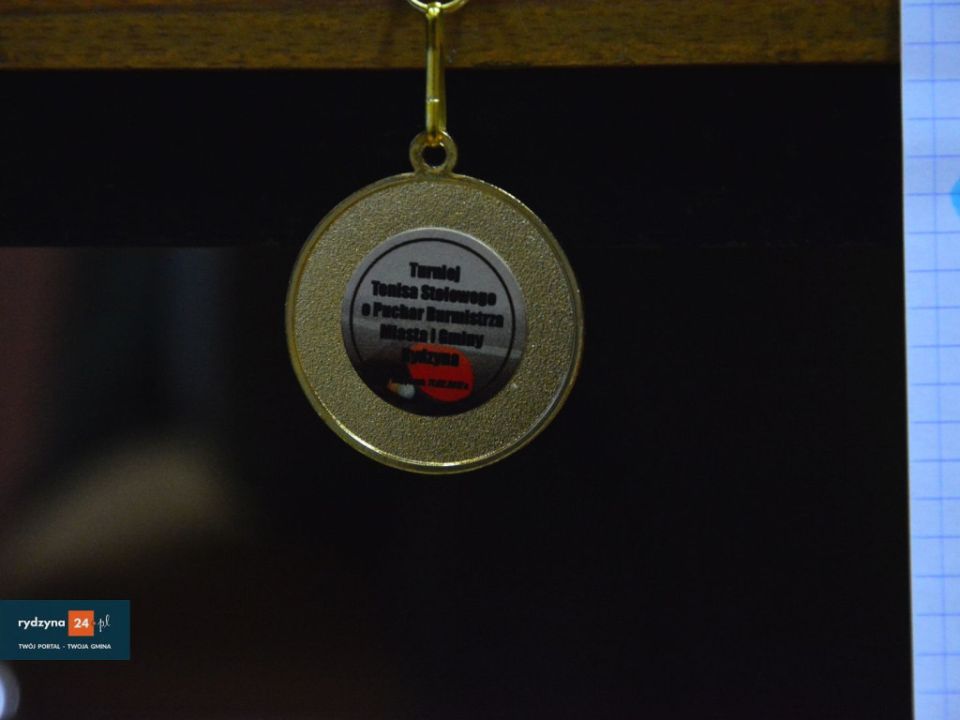 Turniej
Tenisa Stołowego
o Puchar Burmistrza
Miasta i Gminy
Rydzyna
rydzyna 24.pl
TWÓJ PORTAL - TWOJA GMINA